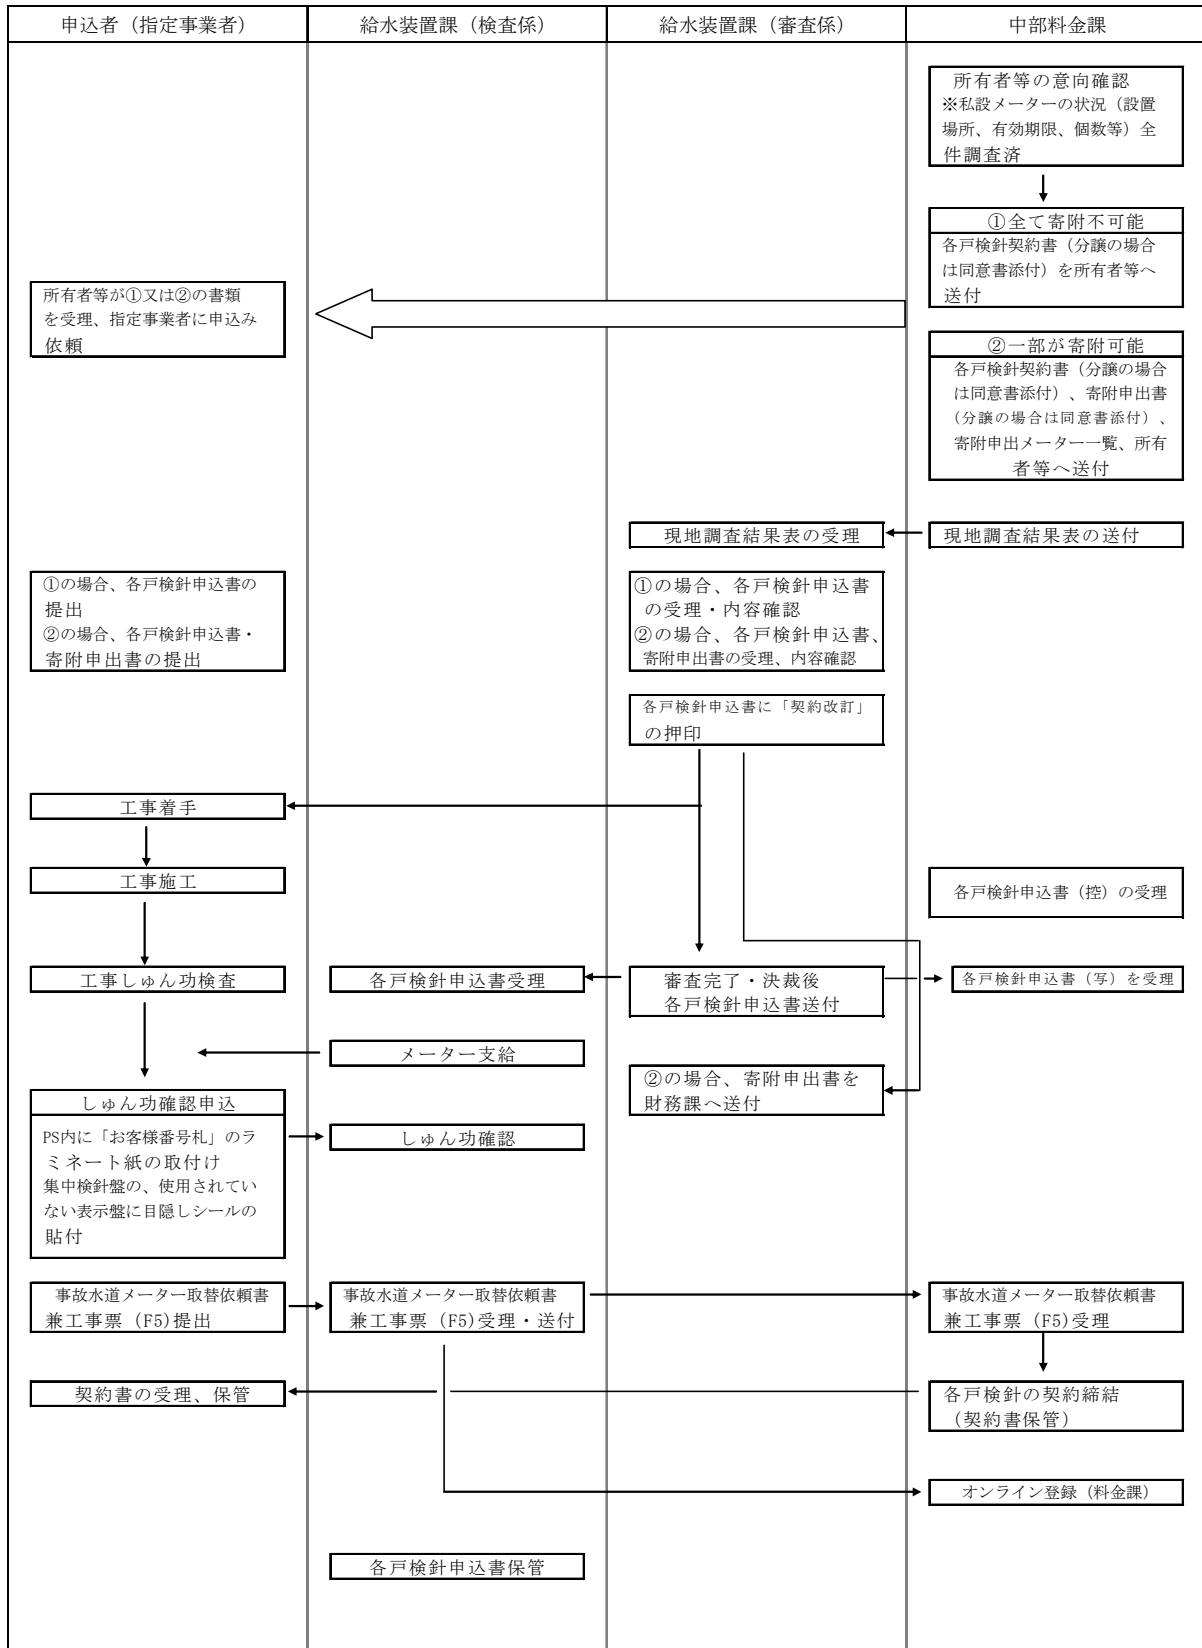 申込者（指定事業者）
給水装置課（検査係）
給水装置課（審査係）
中部料金課
所有者等の意向確認
※私設メーターの状況（設置
場所、有効期限、個数等）全
件調査済
①全て寄附不可能
各戸検針契約書（分譲の場合
は同意書添付）を所有者等へ
送付
所有者等が①又は②の書類
を受理、指定事業者に申込み
依頼
②一部が寄附可能
各戸検針契約書（分譲の場合
は同意書添付）、寄附申出書
（分譲の場合は同意書添付）、
寄附申出メーター一覧、所有
者等へ送付
現地調査結果表の受理
現地調査結果表の送付
①の場合、各戸検針申込書の
提出
②の場合、各戸検針申込書・
寄附申出書の提出
①の場合、各戸検針申込書
の受理・内容確認
②の場合、各戸検針申込書、
寄附申出書の受理、内容確認
各戸検針申込書に「契約改訂」
の押印
工事着手
工事施工
各戸検針申込書（控）の受理
工事しゅん功検査
各戸検針申込書受理
審査完了・決裁後
各戸検針申込書送付
各戸検針申込書（写）を受理
メーター支給
②の場合、寄附申出書を
財務課へ送付
しゅん功確認申込
PS内に「お客様番号札」のラ
ミネート紙の取付け
集中検針盤の、使用されてい
ない表示盤に目隠しシールの
貼付
しゅん功確認
事故水道メーター取替依頼書
兼工事票（F5)提出
事故水道メーター取替依頼書
兼工事票（F5)受理・送付
事故水道メーター取替依頼書
兼工事票（F5)受理
契約書の受理、保管
各戸検針の契約締結
（契約書保管）
オンライン登録（料金課）
各戸検針申込書保管